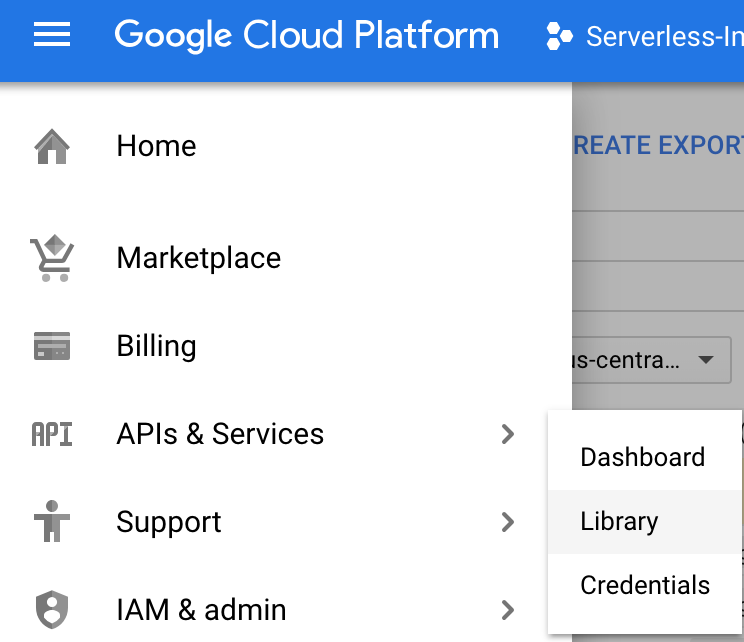 Google Cloud Platform
Serverless-In
Home
REATE EXPORT
Marketplace
Billing
us-centra...
API
APIs & Services
Dashboard
Support
Library
Credentials
IAM & admin